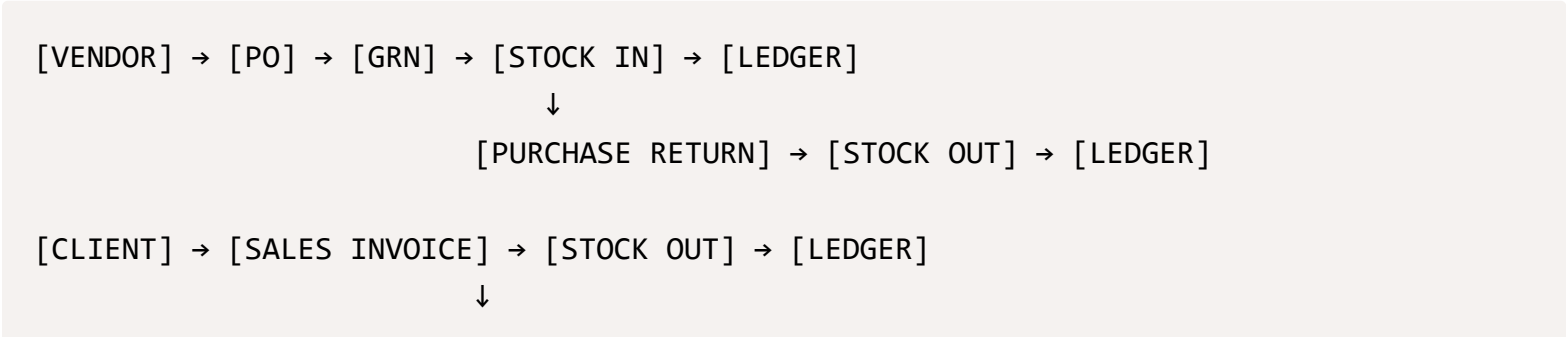 [VENDOR] → [PO] → [GRN] → [STOCK IN] → [LEDGER]
↓
[PURCHASE RETURN] → [STOCK OUT] → [LEDGER]
[CLIENT] → [SALES INVOICE] → [STOCK OUT] → [LEDGER]
↓